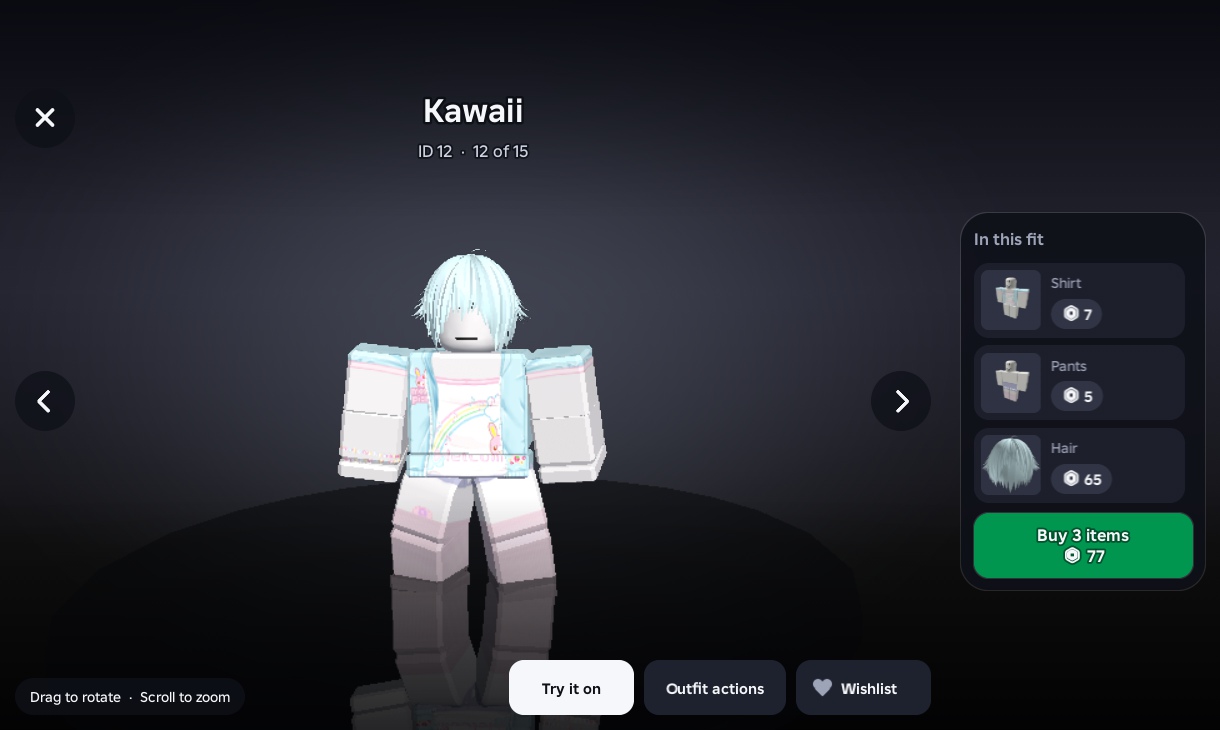 Kawaii
ID 12 · 12 of 15
In this fit
Shirt
7
Pants
5
Hair
65
Buy 3 items
77
Try it on
Outfit actions
Wishlist
Drag to rotate · Scroll to zoom